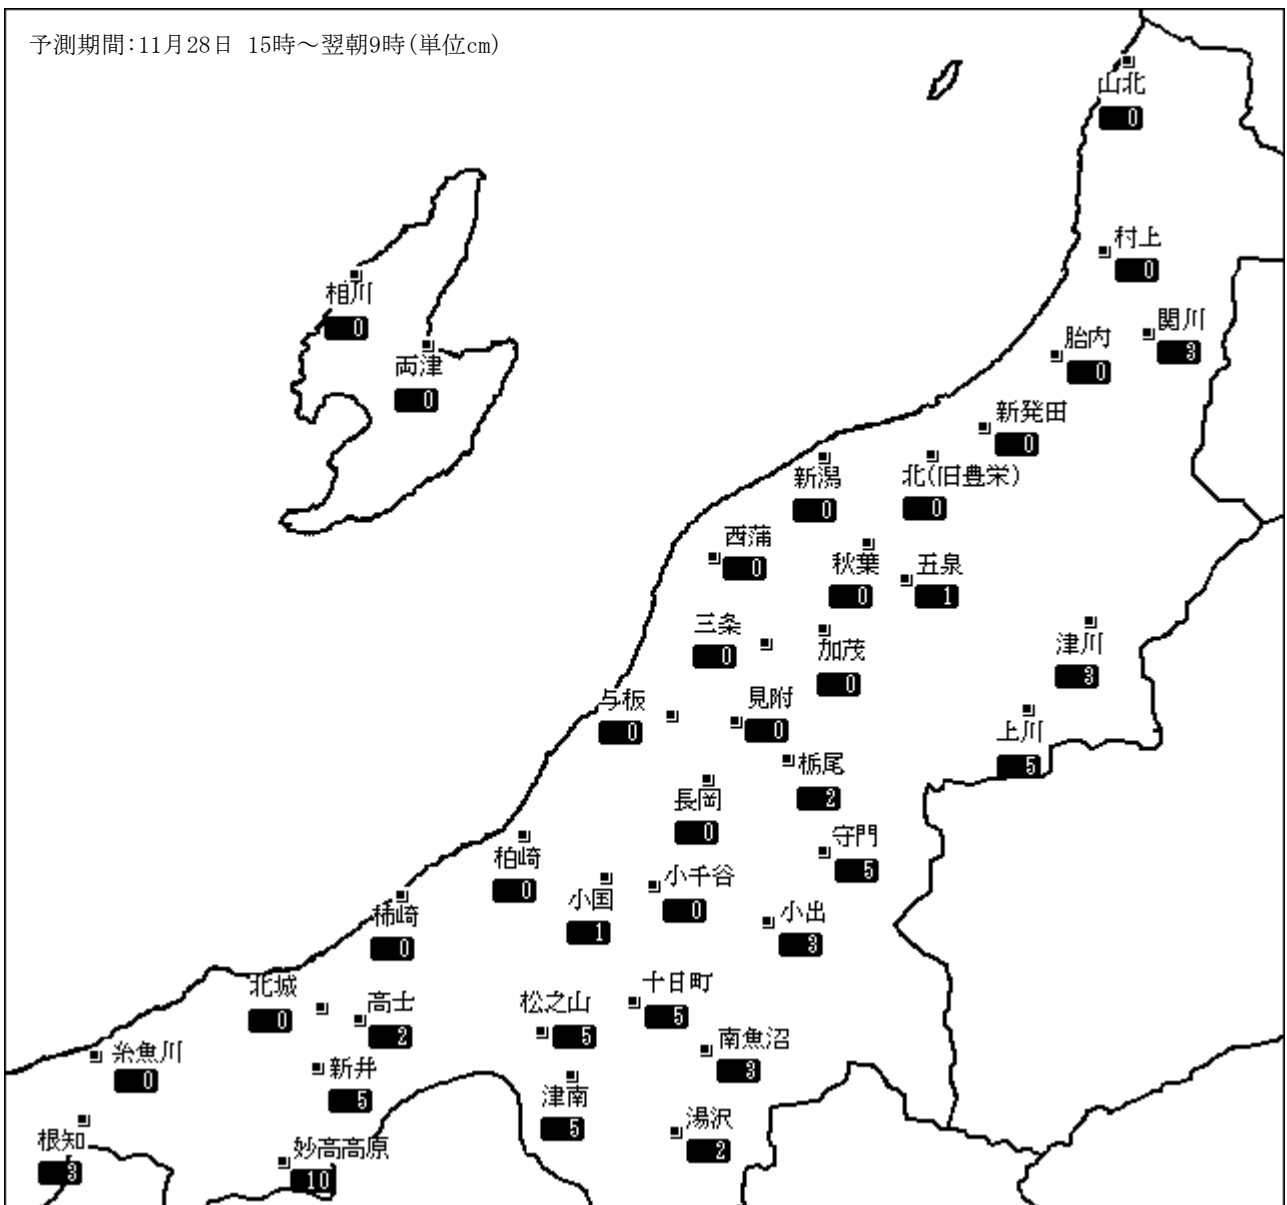 予測期間:11月28日 15時～翌朝9時(単位cm)
山北
0
村上
0
相川
0
関川
3
胎内
0
両津
0
新発田
0
新潟
0
北(旧豊栄)
0
西蒲
0
秋葉
0
五泉
1
三条
0
加茂
0
津川
3
与板
0
見附
0
上川
5
栃尾
2
長岡
0
守門
5
柏崎
0
小国
1
小千谷
0
小出
3
柿崎
0
北城
0
高士
2
松之山
5
十日町
5
南魚沼
3
糸魚川
0
新井
5
津南
5
湯沢
2
根知
3
妙高高原
10